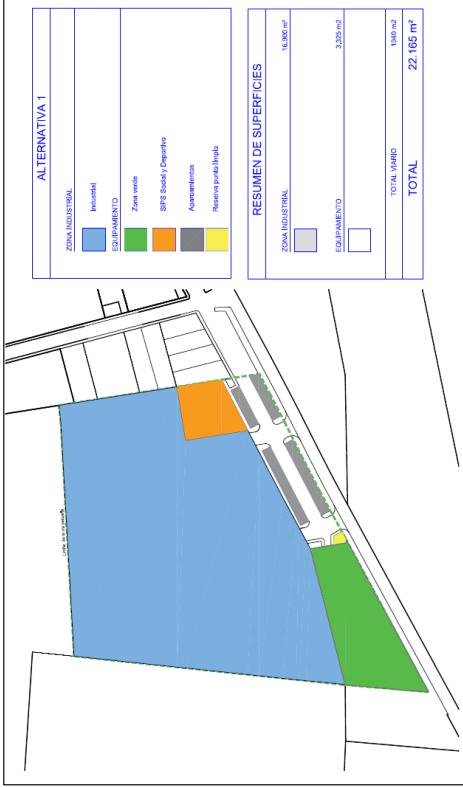 ALTERNATIVA 1
ZONA INDUSTRIAL
Industrial
EQUIPAMIENTO
Zona verde
SIPS Social y Deportivo
Aparcamientos
Reserva punto limpio
RESUMEN DE SUPERFICIES
ZONA INDUSTRIAL 16.900 m²
EQUIPAMIENTO 3.325 m2
TOTAL VIARIO 1940 m2
TOTAL 22.165 m²